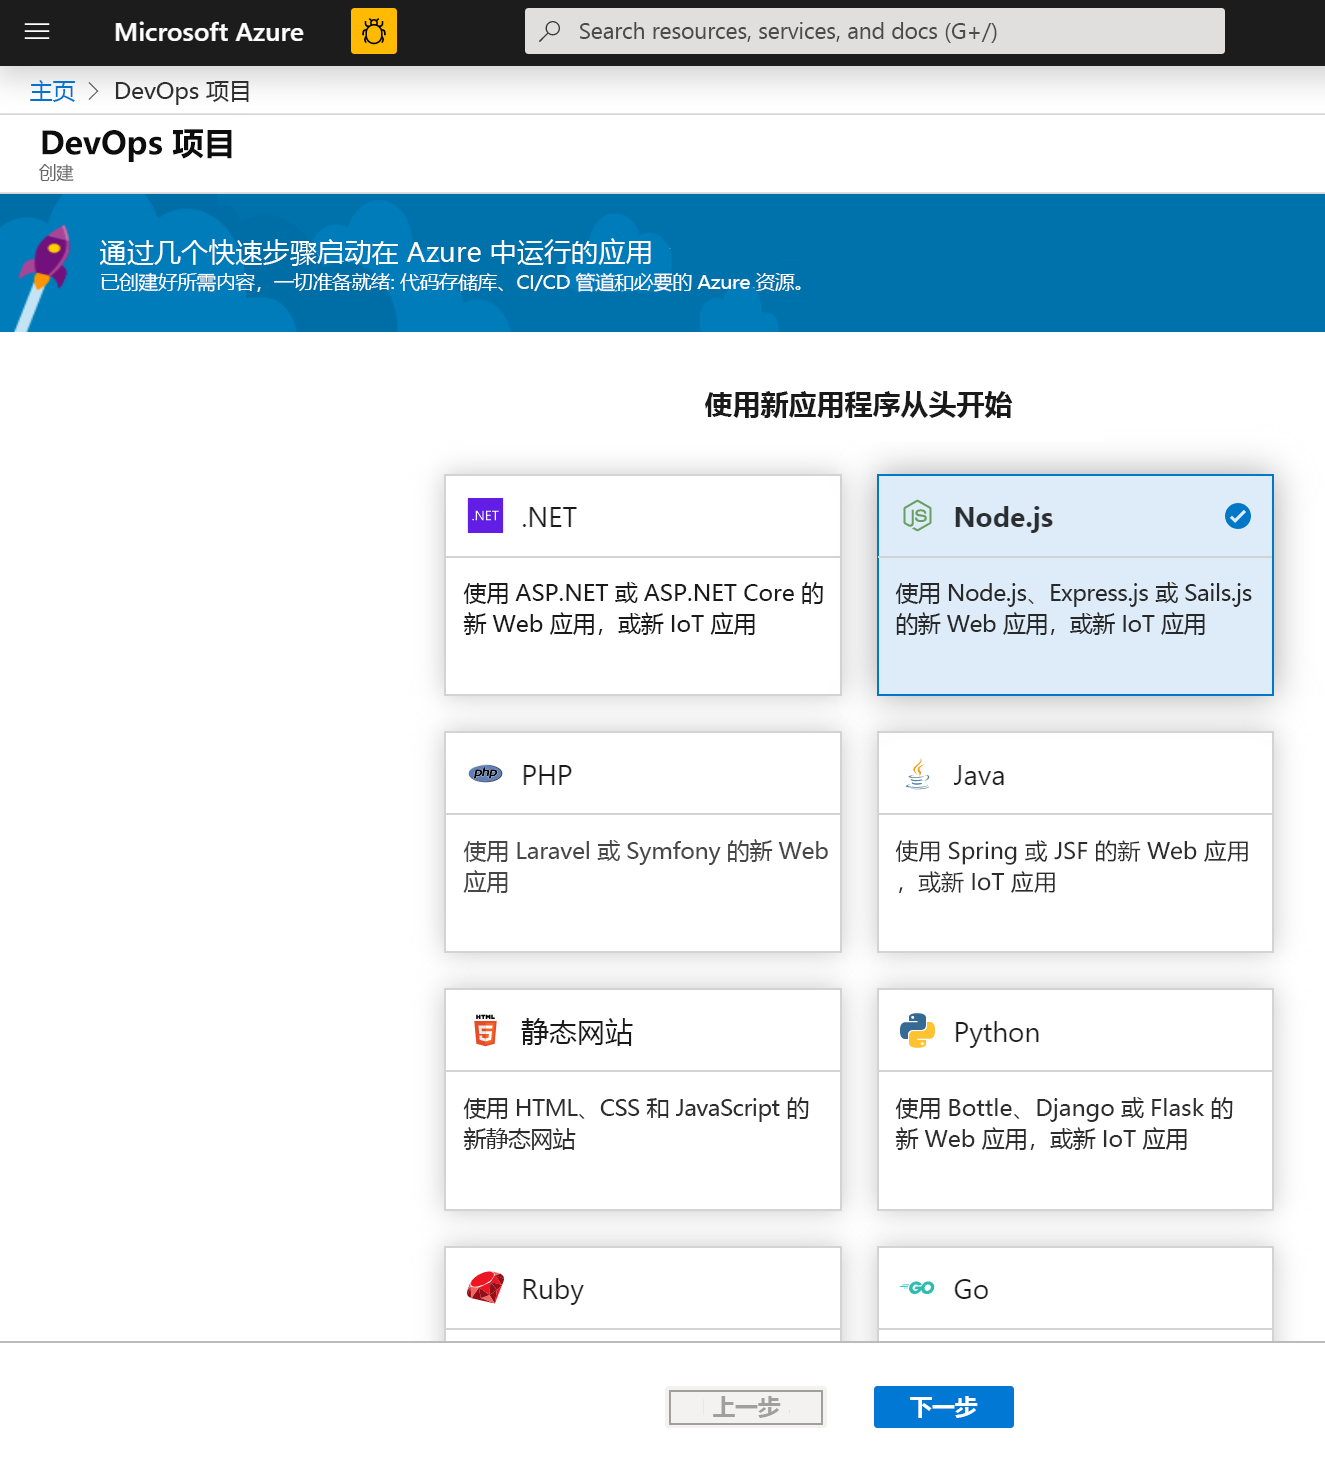 Microsoft Azure
Search resources, services, and docs (G+/)
主页 > DevOps 项目
DevOps 项目
创建
通过几个快速步骤启动在 Azure 中运行的应用
已创建好所需内容，一切准备就绪: 代码存储库、CI/CD 管道和必要的 Azure 资源。
使用新应用程序从头开始
.NET
.NET
使用 ASP.NET 或 ASP.NET Core 的
新 Web 应用，或新 IoT 应用
JS
Node.js
使用 Node.js、Express.js 或 Sails.js
的新 Web 应用，或新 IoT 应用
php
PHP
使用 Laravel 或 Symfony 的新 Web
应用
Java
使用 Spring 或 JSF 的新 Web 应用
，或新 IoT 应用
HTML
5
静态网站
使用 HTML、CSS 和 JavaScript 的
新静态网站
Python
使用 Bottle、Django 或 Flask 的
新 Web 应用，或新 IoT 应用
Ruby
GO
Go
上一步
下一步